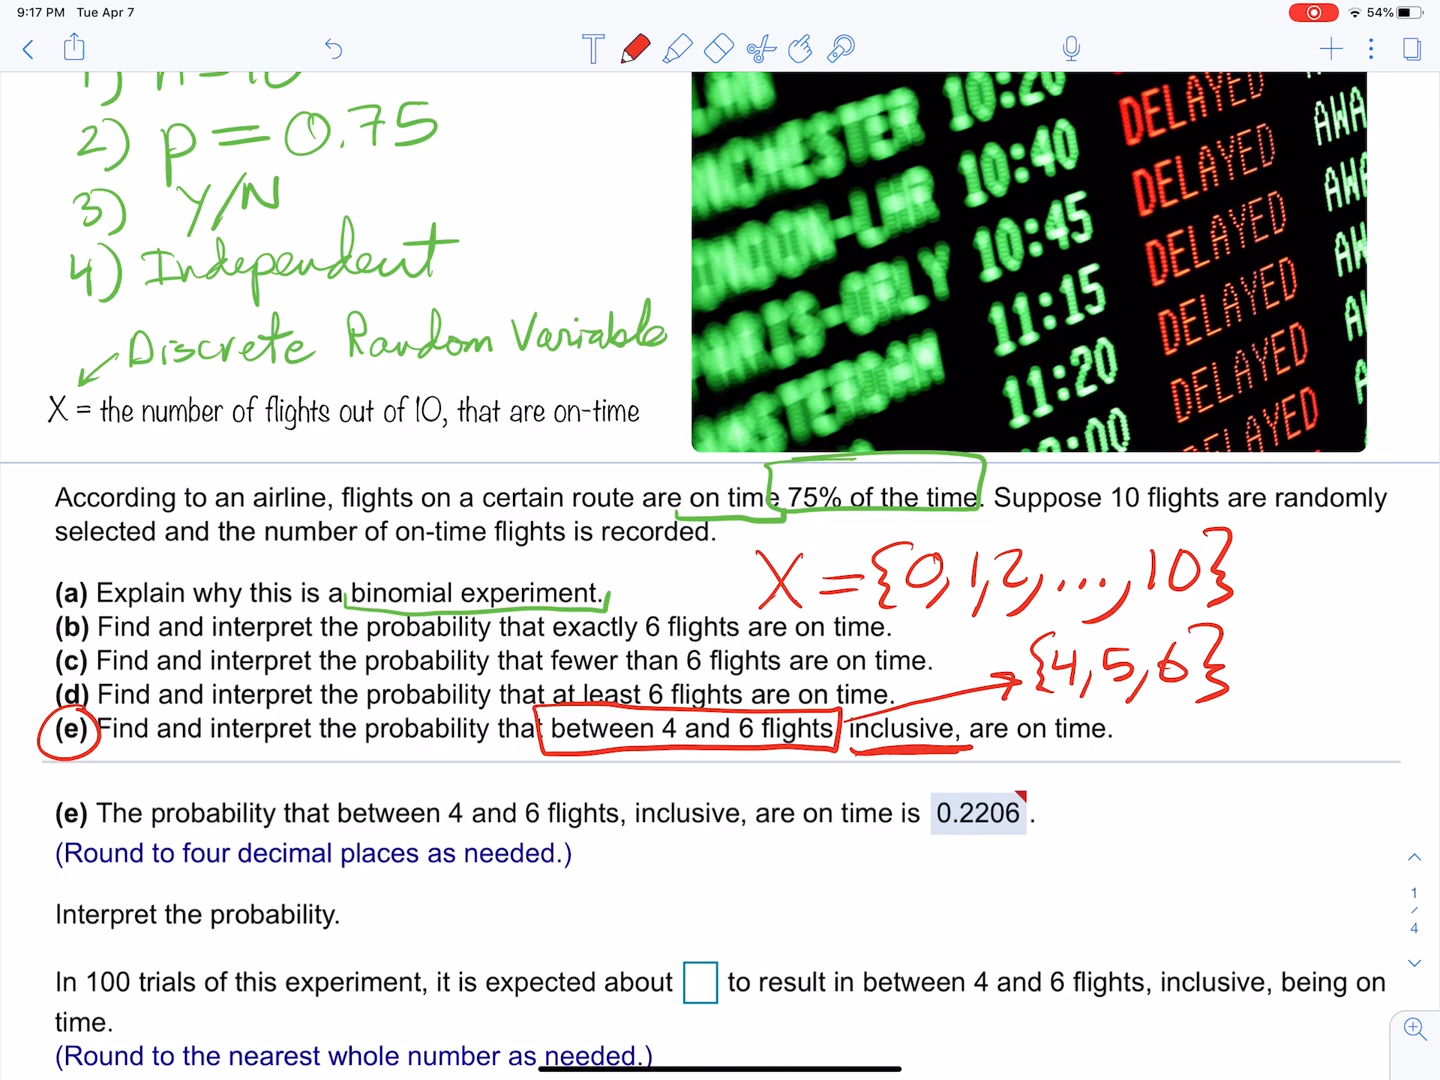 9:17 PM Tue Apr 7
54%
1) n=10
2) p=0.75
3) Y/N
4) Independent
Discrete Random Variable
X = the number of flights out of 10, that are on-time
10:20 DELAYED
10:40 DELAYED AWA
10:45 DELAYED AWA
11:15 DELAYED AW
11:20 DELAYED
According to an airline, flights on a certain route are on time 75% of the time. Suppose 10 flights are randomly
selected and the number of on-time flights is recorded.
X={0,1,2,...,10}
(a) Explain why this is a binomial experiment.
(b) Find and interpret the probability that exactly 6 flights are on time.
(c) Find and interpret the probability that fewer than 6 flights are on time.
{4,5,6}
(d) Find and interpret the probability that at least 6 flights are on time.
(e) Find and interpret the probability that between 4 and 6 flights, inclusive, are on time.
(e) The probability that between 4 and 6 flights, inclusive, are on time is 0.2206.
(Round to four decimal places as needed.)
Interpret the probability.
In 100 trials of this experiment, it is expected about to result in between 4 and 6 flights, inclusive, being on
time.
(Round to the nearest whole number as needed.)
1
/
4